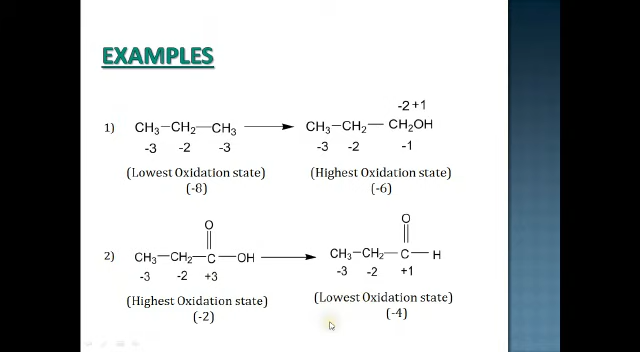 EXAMPLES
-2 +1
1) CH₃—CH₂—CH₃ ⟶ CH₃—CH₂—CH₂OH
-3 -2 -3 -3 -2 -1
(Lowest Oxidation state) (Highest Oxidation state)
(-8) (-6)
O O
2) CH₃—CH₂—C—OH ⟶ CH₃—CH₂—C—H
-3 -2 +3 -3 -2 +1
(Highest Oxidation state) (Lowest Oxidation state)
(-2) (-4)